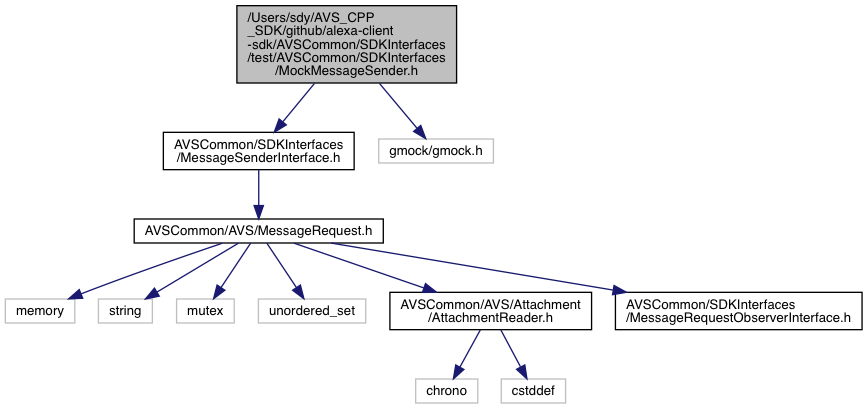 /Users/sdy/AVS_CPP
_SDK/github/alexa-client
-sdk/AVSCommon/SDKInterfaces
/test/AVSCommon/SDKInterfaces
/MockMessageSender.h
AVSCommon/SDKInterfaces
/MessageSenderInterface.h
gmock/gmock.h
AVSCommon/AVS/MessageRequest.h
memory
string
mutex
unordered_set
AVSCommon/AVS/Attachment
/AttachmentReader.h
AVSCommon/SDKInterfaces
/MessageRequestObserverInterface.h
chrono
cstddef